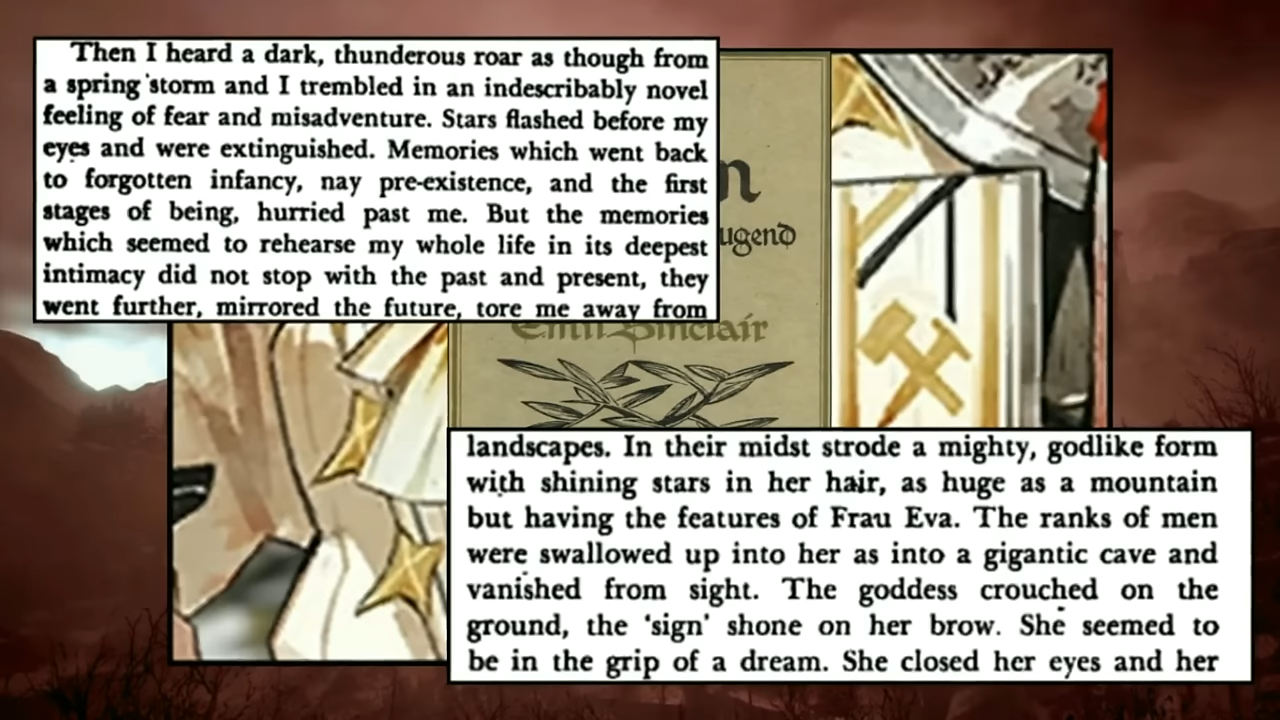 Then I heard a dark, thunderous roar as though from
a spring storm and I trembled in an indescribably novel
feeling of fear and misadventure. Stars flashed before my
eyes and were extinguished. Memories which went back
to forgotten infancy, nay pre-existence, and the first
stages of being, hurried past me. But the memories
which seemed to rehearse my whole life in its deepest
intimacy did not stop with the past and present, they
went further, mirrored the future, tore me away from
n
ugend
Emil Sinclair
landscapes. In their midst strode a mighty, godlike form
with shining stars in her hair, as huge as a mountain
but having the features of Frau Eva. The ranks of men
were swallowed up into her as into a gigantic cave and
vanished from sight. The goddess crouched on the
ground, the 'sign' shone on her brow. She seemed to
be in the grip of a dream. She closed her eyes and her